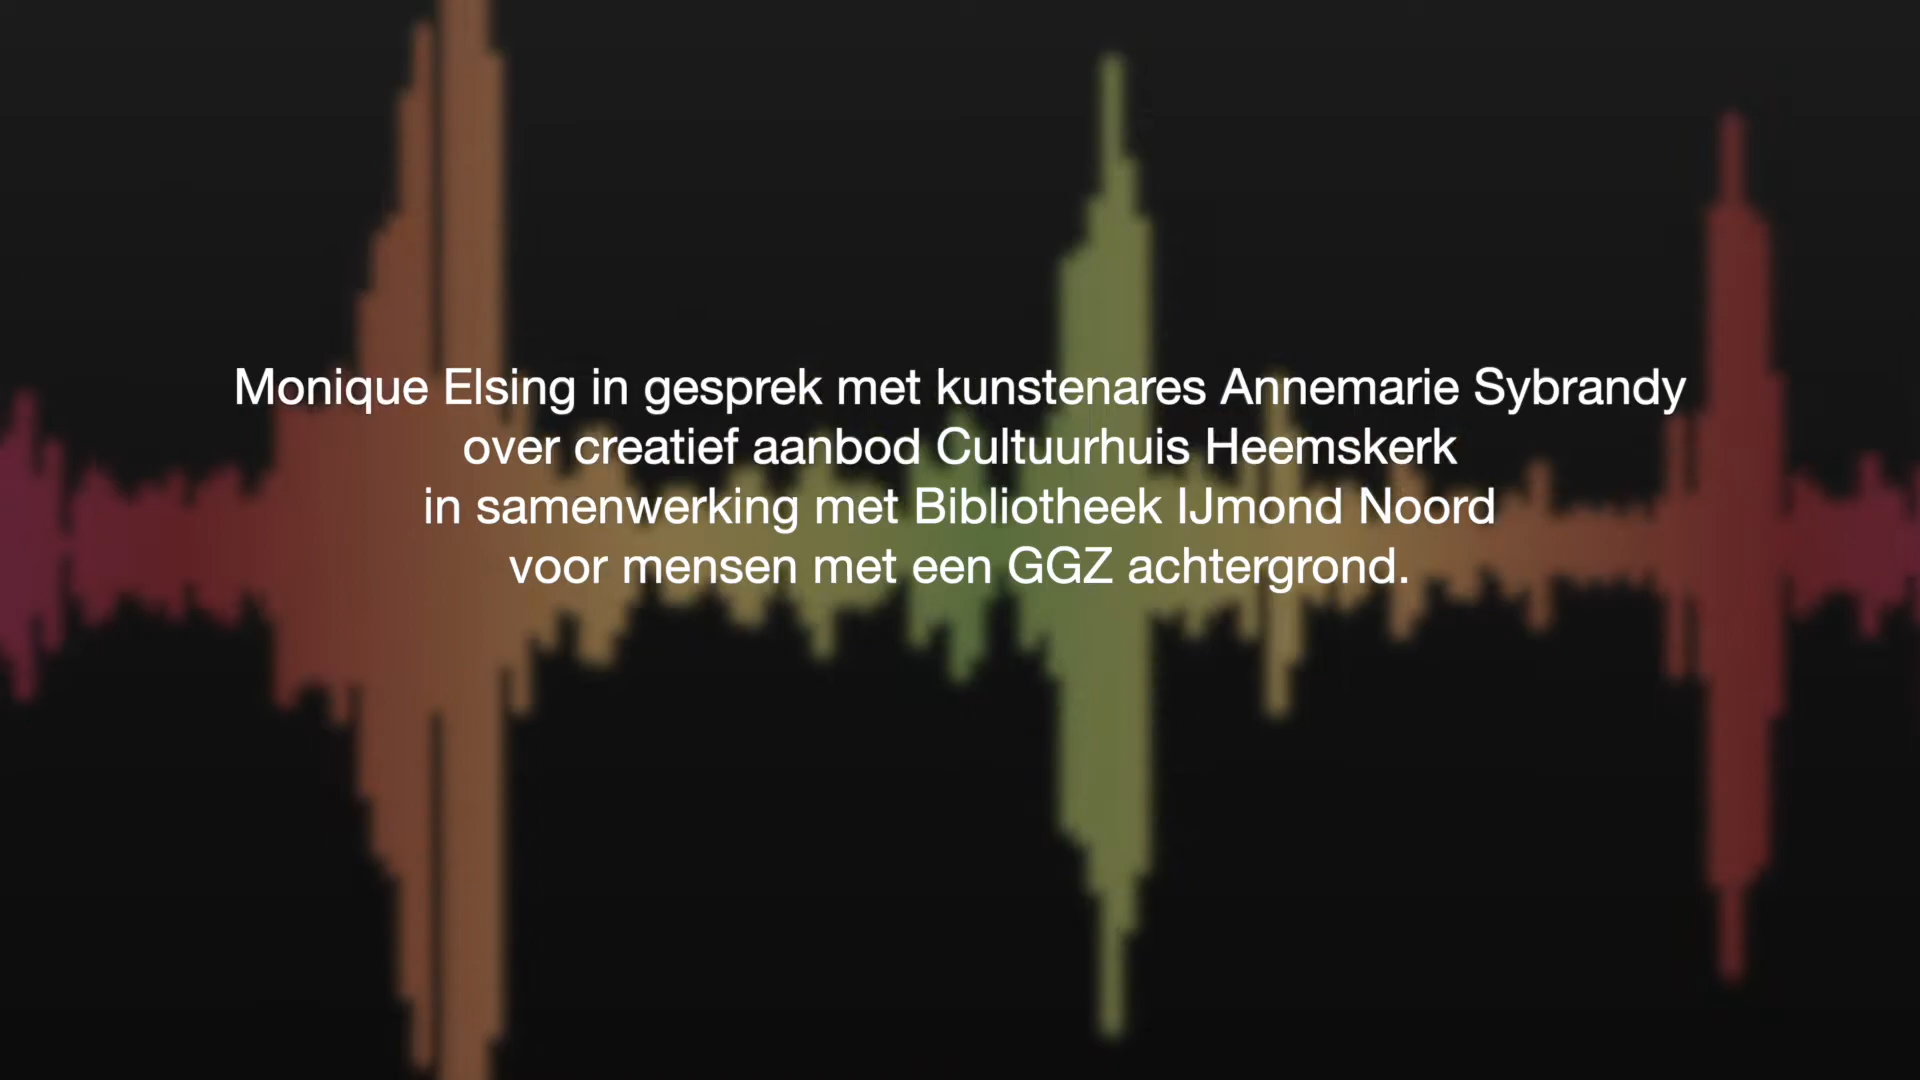 Monique Elsing in gesprek met kunstenares Annemarie Sybrandy
over creatief aanbod Cultuurhuis Heemskerk
in samenwerking met Bibliotheek IJmond Noord
voor mensen met een GGZ achtergrond.